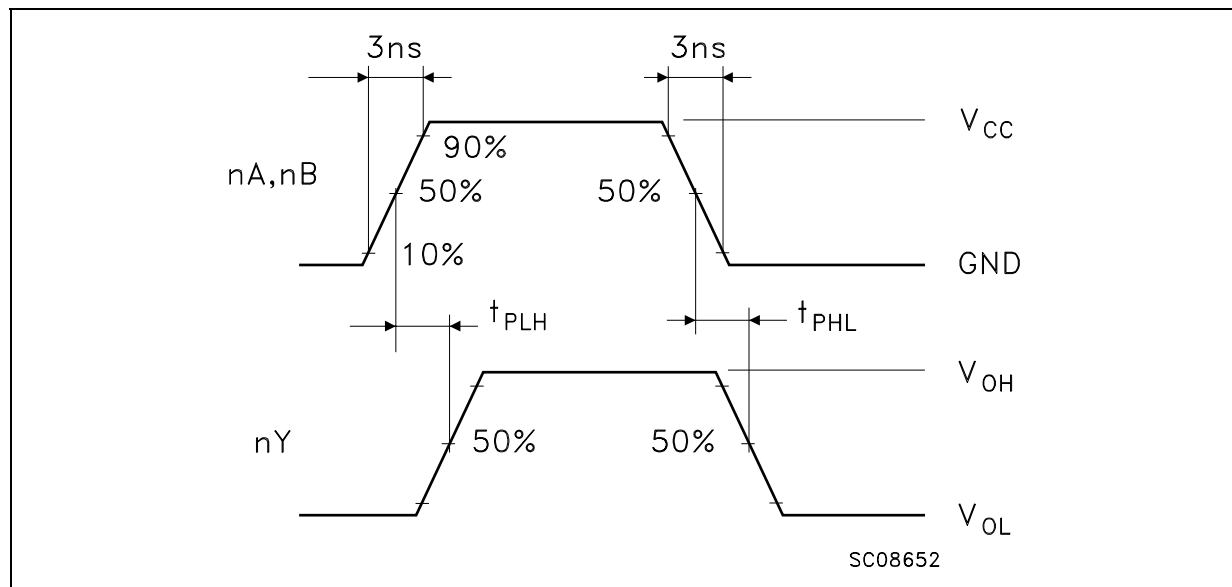 3ns 3ns
V_CC
90%
nA,nB 50% 50%
10% GND
t_PLH t_PHL
V_OH
nY 50% 50%
V_OL
SC08652